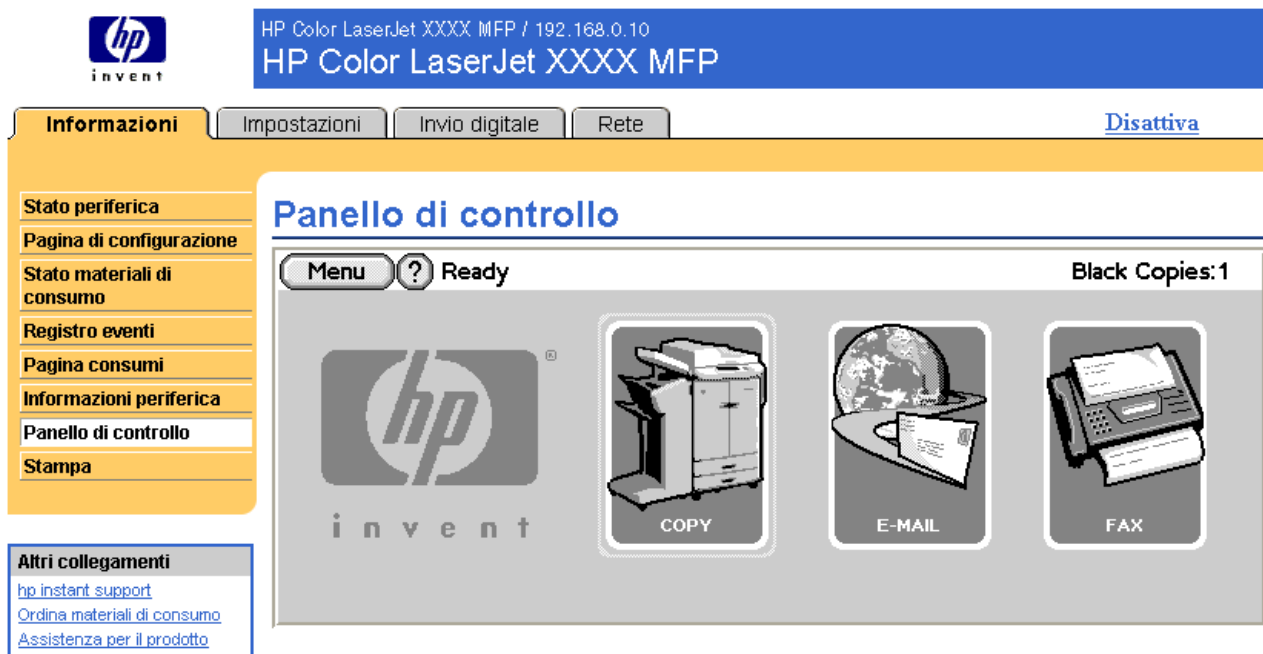 hp
invent
HP Color LaserJet XXXX MFP / 192.168.0.10
HP Color LaserJet XXXX MFP
Informazioni
Impostazioni
Invio digitale
Rete
Disattiva
Stato periferica
Pagina di configurazione
Stato materiali di
consumo
Registro eventi
Pagina consumi
Informazioni periferica
Panello di controllo
Stampa
Altri collegamenti
hp instant support
Ordina materiali di consumo
Assistenza per il prodotto
Panello di controllo
Menu ? Ready
Black Copies:1
hp ®
invent
COPY
E-MAIL
FAX